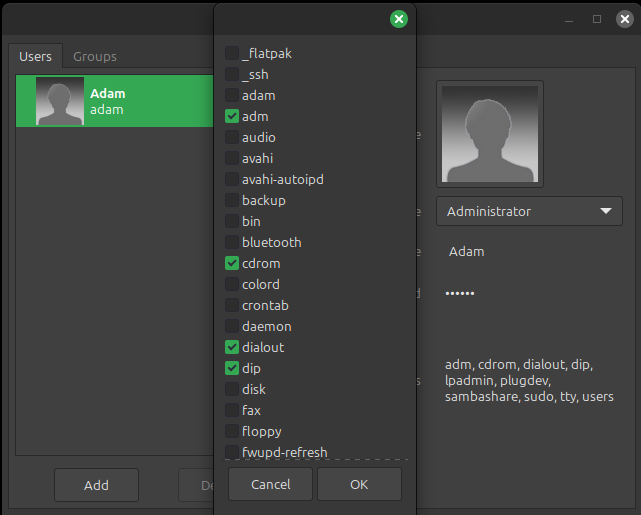 Users
Groups
Adam
adam
_flatpak
_ssh
adam
adm
audio
avahi
avahi-autoipd
backup
bin
bluetooth
cdrom
colord
crontab
daemon
dialout
dip
disk
fax
floppy
fwupd-refresh
Cancel
OK
Add
De
e
e
Administrator
e
Adam
d
••••••
s
adm, cdrom, dialout, dip,
lpadmin, plugdev,
sambashare, sudo, tty, users